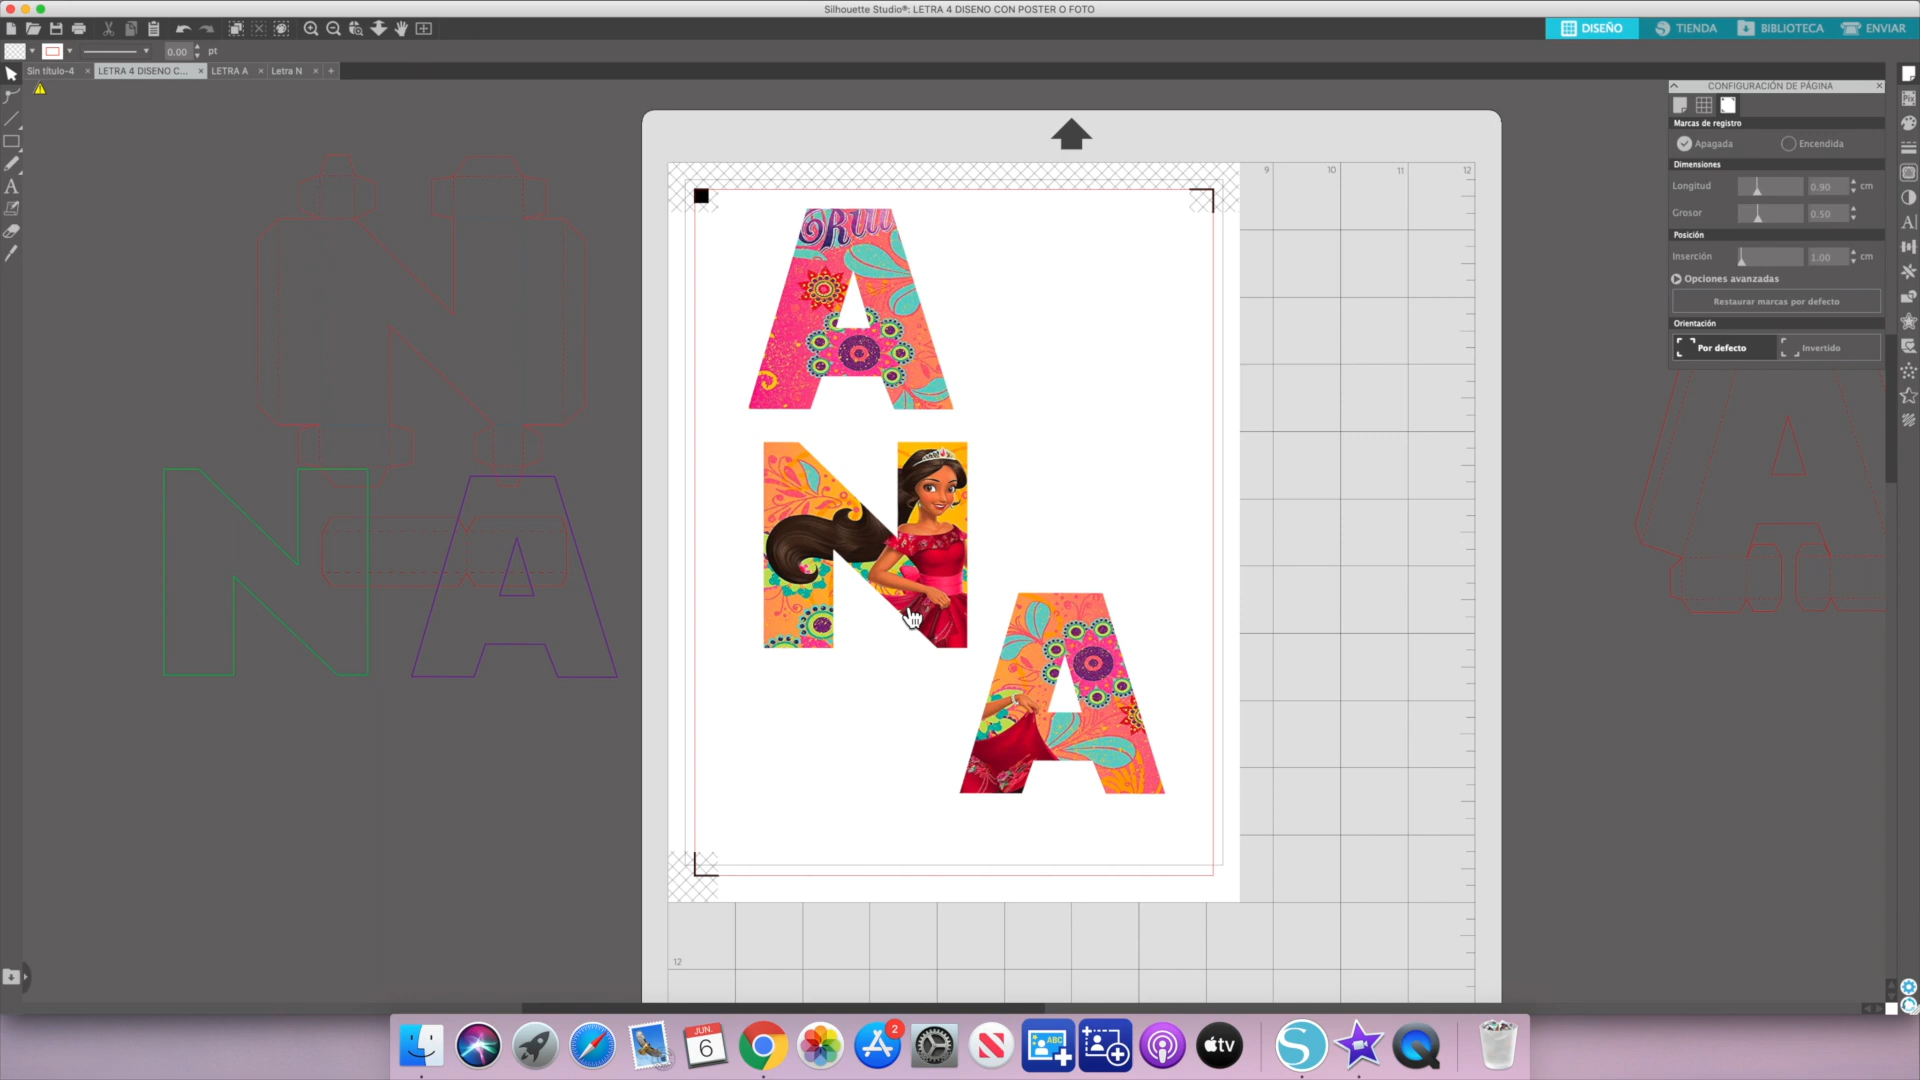 Silhouette Studio®: LETRA 4 DISENO CON POSTER O FOTO
DISEÑO
TIENDA
BIBLIOTECA
ENVIAR
0.00
pt
Sin título-4
LETRA 4 DISENO C...
LETRA A
Letra N
CONFIGURACIÓN DE PÁGINA
Marcas de registro
Apagada
Encendida
Dimensiones
Longitud
0.90
cm
Grosor
0.50
Posición
Inserción
1.00
cm
Opciones avanzadas
Restaurar marcas por defecto
Orientación
Por defecto
Invertido
9
10
11
12
A
N
A
N
A
12
JUN.
6
2
ABC
tv